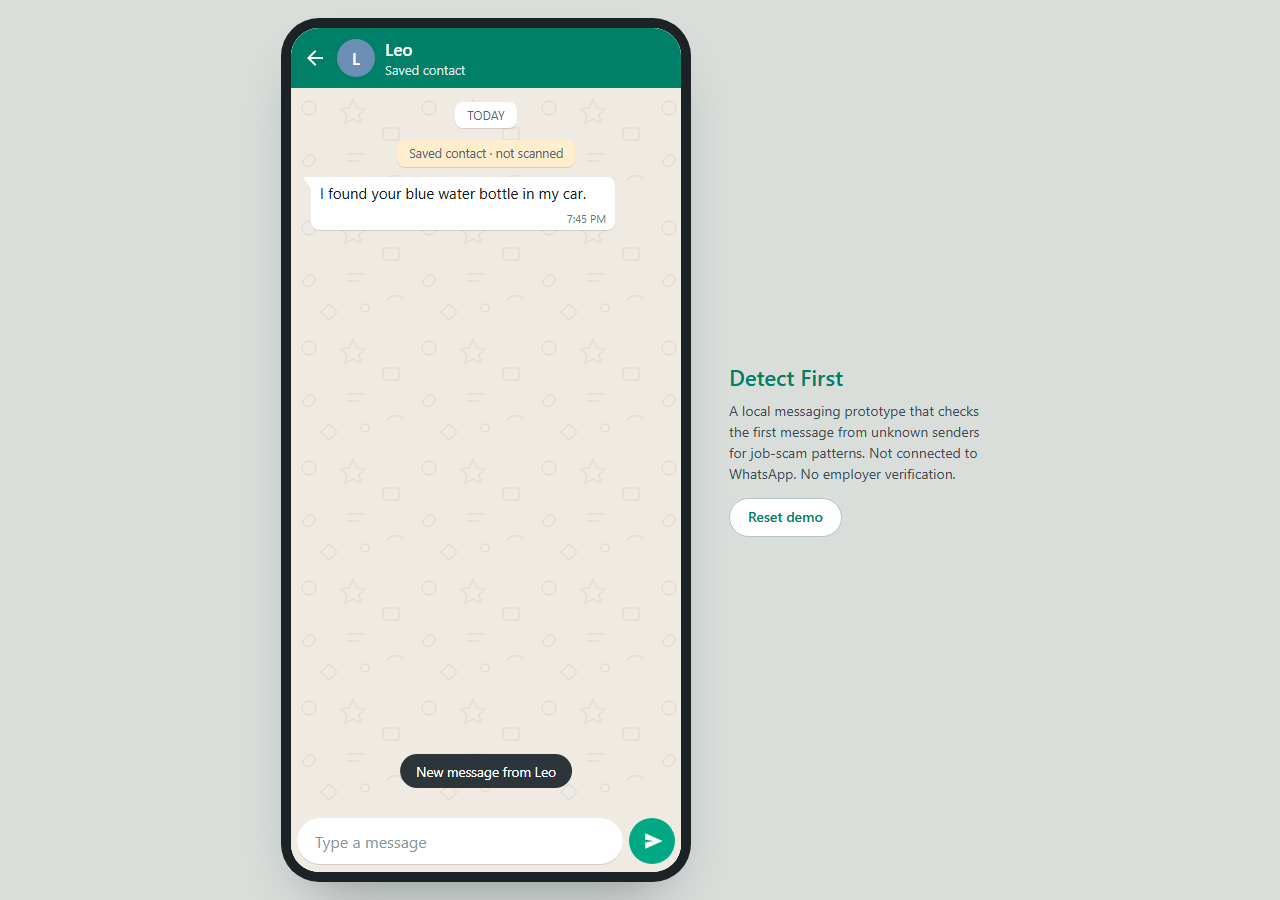 L
Leo
Saved contact
TODAY
Saved contact · not scanned
I found your blue water bottle in my car.
7:45 PM
New message from Leo
Type a message
Detect First
A local messaging prototype that checks
the first message from unknown senders
for job-scam patterns. Not connected to
WhatsApp. No employer verification.
Reset demo